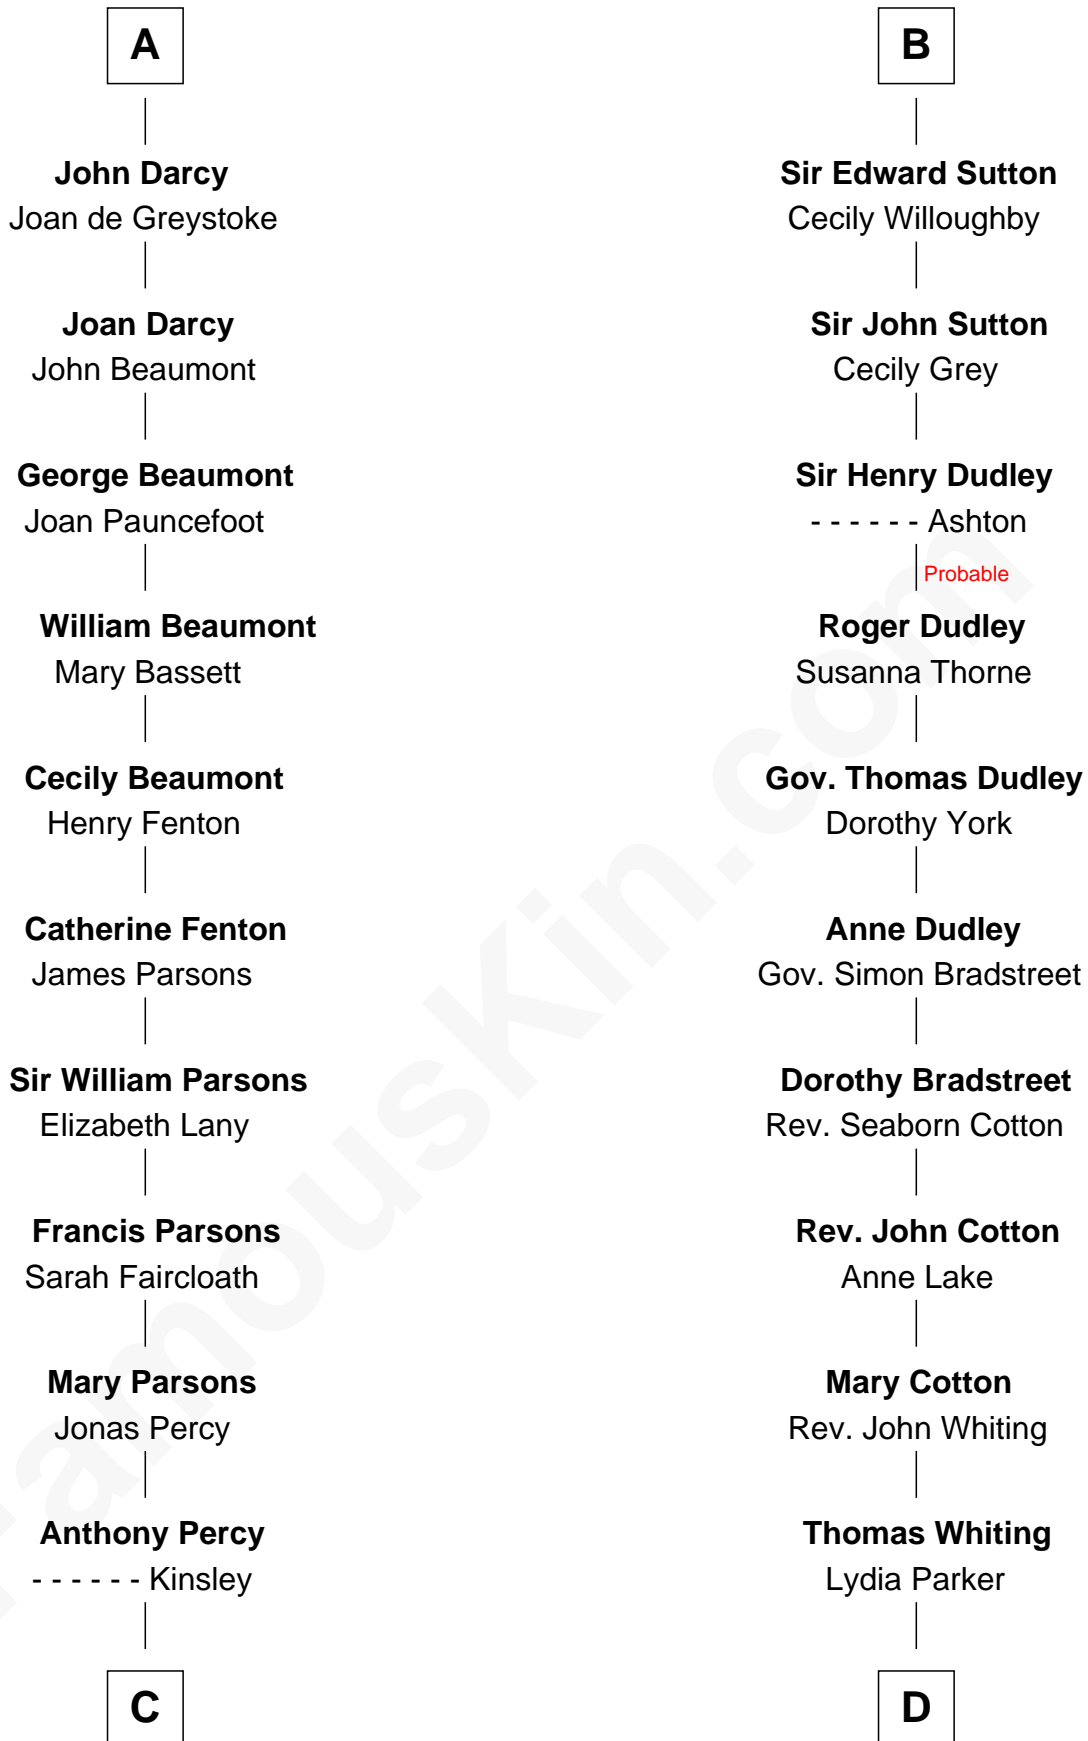 A
John Darcy
Joan de Greystoke
Joan Darcy
John Beaumont
George Beaumont
Joan Pauncefoot
William Beaumont
Mary Bassett
Cecily Beaumont
Henry Fenton
Catherine Fenton
James Parsons
Sir William Parsons
Elizabeth Lany
Francis Parsons
Sarah Faircloath
Mary Parsons
Jonas Percy
Anthony Percy
- - - - - - Kinsley
C
B
Sir Edward Sutton
Cecily Willoughby
Sir John Sutton
Cecily Grey
Sir Henry Dudley
- - - - - - Ashton
Probable
Roger Dudley
Susanna Thorne
Gov. Thomas Dudley
Dorothy York
Anne Dudley
Gov. Simon Bradstreet
Dorothy Bradstreet
Rev. Seaborn Cotton
Rev. John Cotton
Anne Lake
Mary Cotton
Rev. John Whiting
Thomas Whiting
Lydia Parker
D
FamousKin.com